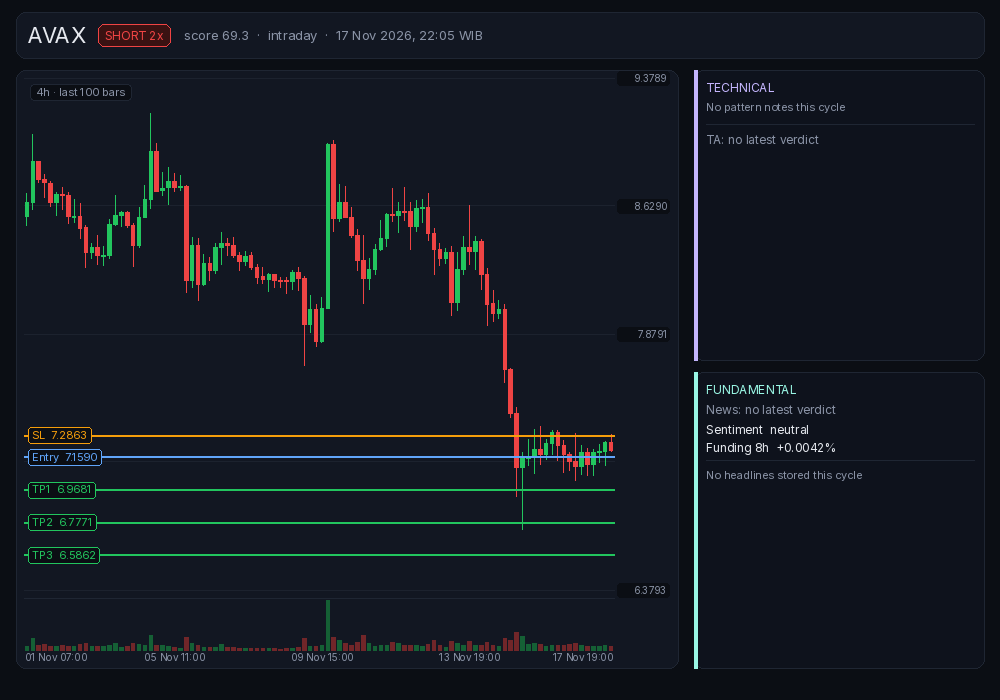 AVAX SHORT 2x score 69.3 · intraday · 17 Nov 2026, 22:05 WIB
4h · last 100 bars
9.3789
8.6290
7.8791
SL 7.2863
Entry 7.1590
TP1 6.9681
TP2 6.7771
TP3 6.5862
6.3793
01 Nov 07:00 05 Nov 11:00 09 Nov 15:00 13 Nov 19:00 17 Nov 19:00
TECHNICAL
No pattern notes this cycle
TA: no latest verdict
FUNDAMENTAL
News: no latest verdict
Sentiment neutral
Funding 8h +0.0042%
No headlines stored this cycle